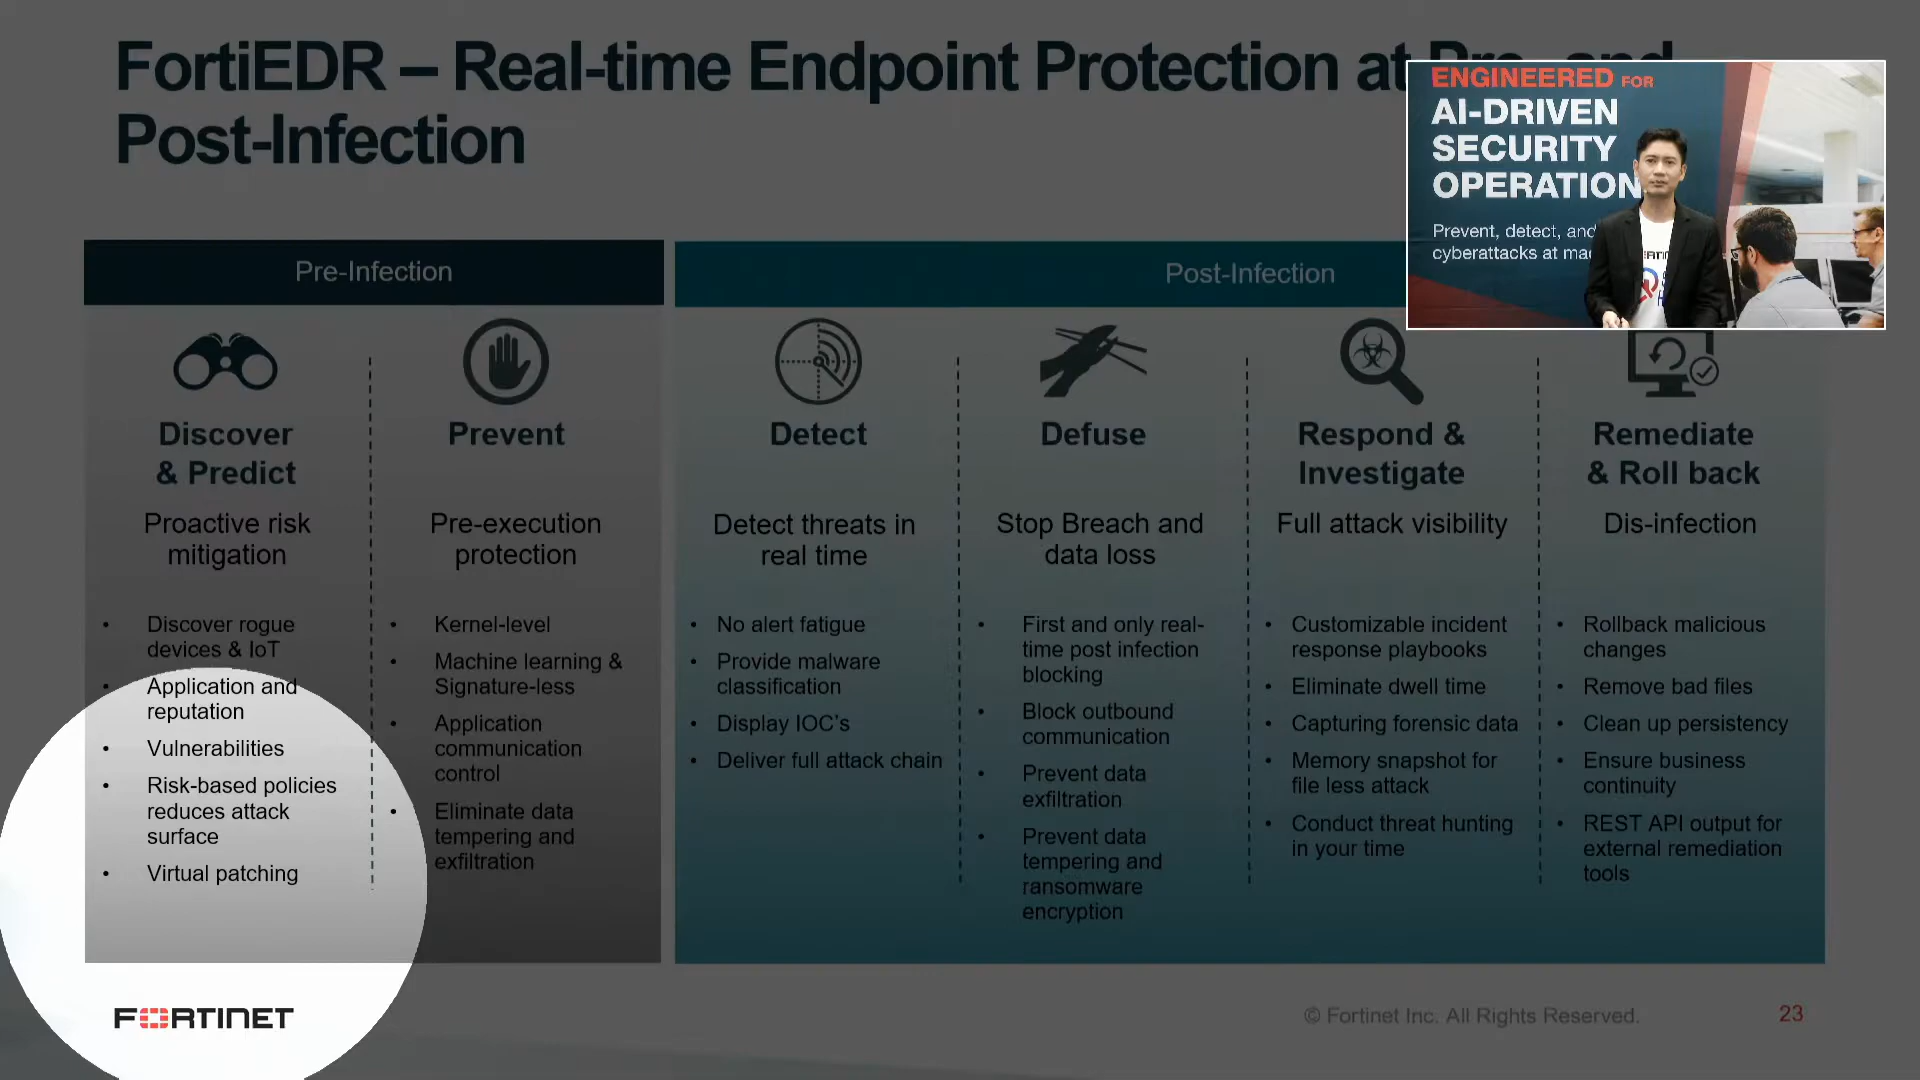 FortiEDR – Real-time Endpoint Protection at Pre- and
Post-Infection
ENGINEERED FOR
AI-DRIVEN
SECURITY
OPERATION
Prevent, detect, and
cyberattacks at
Pre-Infection
Post-Infection
Discover
& Predict
Proactive risk
mitigation
• Discover rogue
devices & IoT
• Application and
reputation
• Vulnerabilities
• Risk-based policies
reduces attack
surface
• Virtual patching
Prevent
Pre-execution
protection
• Kernel-level
• Machine learning &
Signature-less
• Application
communication
control
• Eliminate data
tempering and
exfiltration
Detect
Detect threats in
real time
• No alert fatigue
• Provide malware
classification
• Display IOC's
• Deliver full attack chain
Defuse
Stop Breach and
data loss
• First and only real-
time post infection
blocking
• Block outbound
communication
• Prevent data
exfiltration
• Prevent data
tempering and
ransomware
encryption
Respond &
Investigate
Full attack visibility
• Customizable incident
response playbooks
• Eliminate dwell time
• Capturing forensic data
• Memory snapshot for
file less attack
• Conduct threat hunting
in your time
Remediate
& Roll back
Dis-infection
• Rollback malicious
changes
• Remove bad files
• Clean up persistency
• Ensure business
continuity
• REST API output for
external remediation
tools
FORTINET
© Fortinet Inc. All Rights Reserved.
23